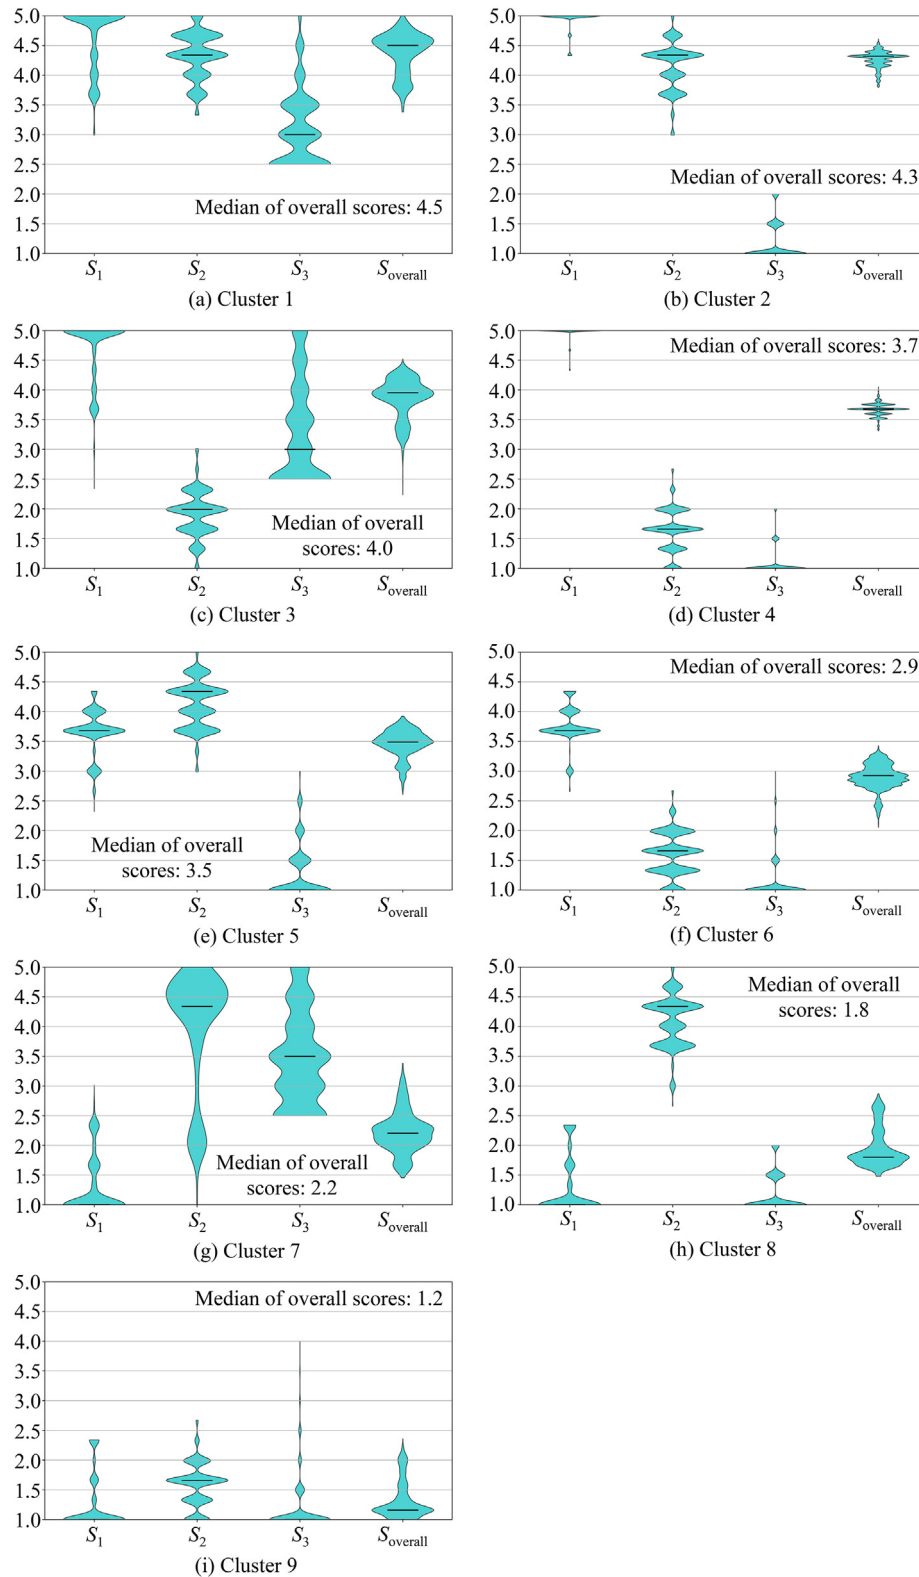 5.0
4.5
4.0
3.5
3.0
2.5
2.0
1.5
1.0
Median of overall scores: 4.5
S1 S2 S3 Soverall
(a) Cluster 1
5.0
4.5
4.0
3.5
3.0
2.5
2.0
1.5
1.0
Median of overall scores: 4.3
S1 S2 S3 Soverall
(b) Cluster 2
5.0
4.5
4.0
3.5
3.0
2.5
2.0
1.5
1.0
Median of overall
scores: 4.0
S1 S2 S3 Soverall
(c) Cluster 3
5.0
4.5
4.0
3.5
3.0
2.5
2.0
1.5
1.0
Median of overall scores: 3.7
S1 S2 S3 Soverall
(d) Cluster 4
5.0
4.5
4.0
3.5
3.0
2.5
2.0
1.5
1.0
Median of overall
scores: 3.5
S1 S2 S3 Soverall
(e) Cluster 5
5.0
4.5
4.0
3.5
3.0
2.5
2.0
1.5
1.0
Median of overall scores: 2.9
S1 S2 S3 Soverall
(f) Cluster 6
5.0
4.5
4.0
3.5
3.0
2.5
2.0
1.5
1.0
Median of overall
scores: 2.2
S1 S2 S3 Soverall
(g) Cluster 7
5.0
4.5
4.0
3.5
3.0
2.5
2.0
1.5
1.0
Median of overall
scores: 1.8
S1 S2 S3 Soverall
(h) Cluster 8
5.0
4.5
4.0
3.5
3.0
2.5
2.0
1.5
1.0
Median of overall scores: 1.2
S1 S2 S3 Soverall
(i) Cluster 9